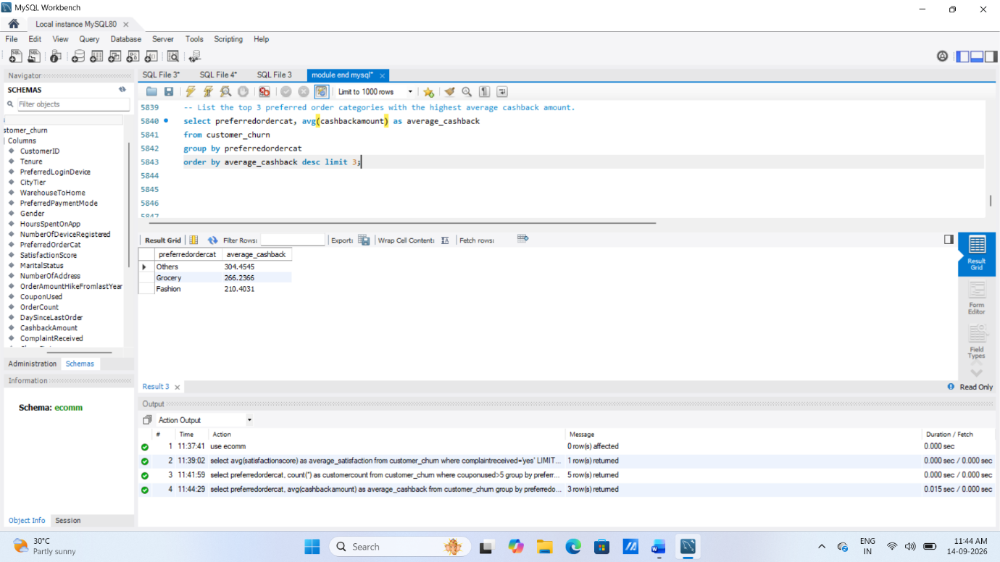 MySQL Workbench
Local instance MySQL80
File Edit View Query Database Server Tools Scripting Help
Navigator
SCHEMAS
Filter objects
stomer_churn
Columns
CustomerID
Tenure
PreferredLoginDevice
CityTier
WarehouseToHome
PreferredPaymentMode
Gender
HoursSpentOnApp
NumberOfDeviceRegistered
PreferredOrderCat
SatisfactionScore
MaritalStatus
NumberOfAddress
OrderAmountHikeFromlastYear
CouponUsed
OrderCount
DaySinceLastOrder
CashbackAmount
ComplaintReceived
Administration Schemas
Information
Schema: ecomm
Object Info Session
SQL File 3* SQL File 4* SQL File 3 module end mysql*
Limit to 1000 rows
5839 -- List the top 3 preferred order categories with the highest average cashback amount.
5840 select preferredordercat, avg(cashbackamount) as average_cashback
5841 from customer_churn
5842 group by preferredordercat
5843 order by average_cashback desc limit 3;
5844
5845
5846
5847
Result Grid Filter Rows: Export: Wrap Cell Content: Fetch rows:
preferredordercat average_cashback
Others 304.4545
Grocery 266.2366
Fashion 210.4031
Result Grid
Form Editor
Field Types
Result 3
Read Only
Output
Action Output
# Time Action Message Duration / Fetch
1 11:37:41 use ecomm 0 row(s) affected 0.000 sec
2 11:39:02 select avg(satisfactionscore) as average_satisfaction from customer_churn where complaintreceived='yes' LIMIT... 1 row(s) returned 0.000 sec / 0.000 sec
3 11:41:59 select preferredordercat, count(*) as customercount from customer_churn where couponused>5 group by preferr... 5 row(s) returned 0.000 sec / 0.000 sec
4 11:44:29 select preferredordercat, avg(cashbackamount) as average_cashback from customer_churn group by preferredo... 3 row(s) returned 0.015 sec / 0.000 sec
30°C
Partly sunny
Search
ENG
IN
11:44 AM
14-09-2026